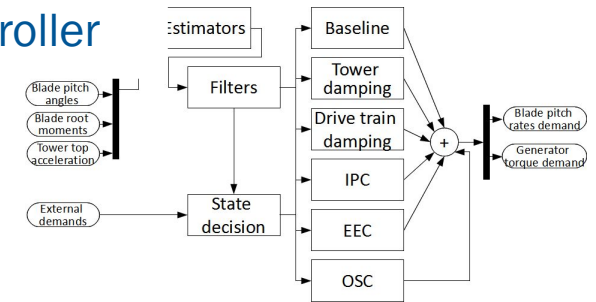 roller
Estimators
Baseline
Filters
Tower
damping
Drive train
damping
IPC
EEC
OSC
State
decision
Blade pitch
angles
Blade root
moments
Tower top
acceleration
External
demands
+
Blade pitch
rates demand
Generator
torque demand